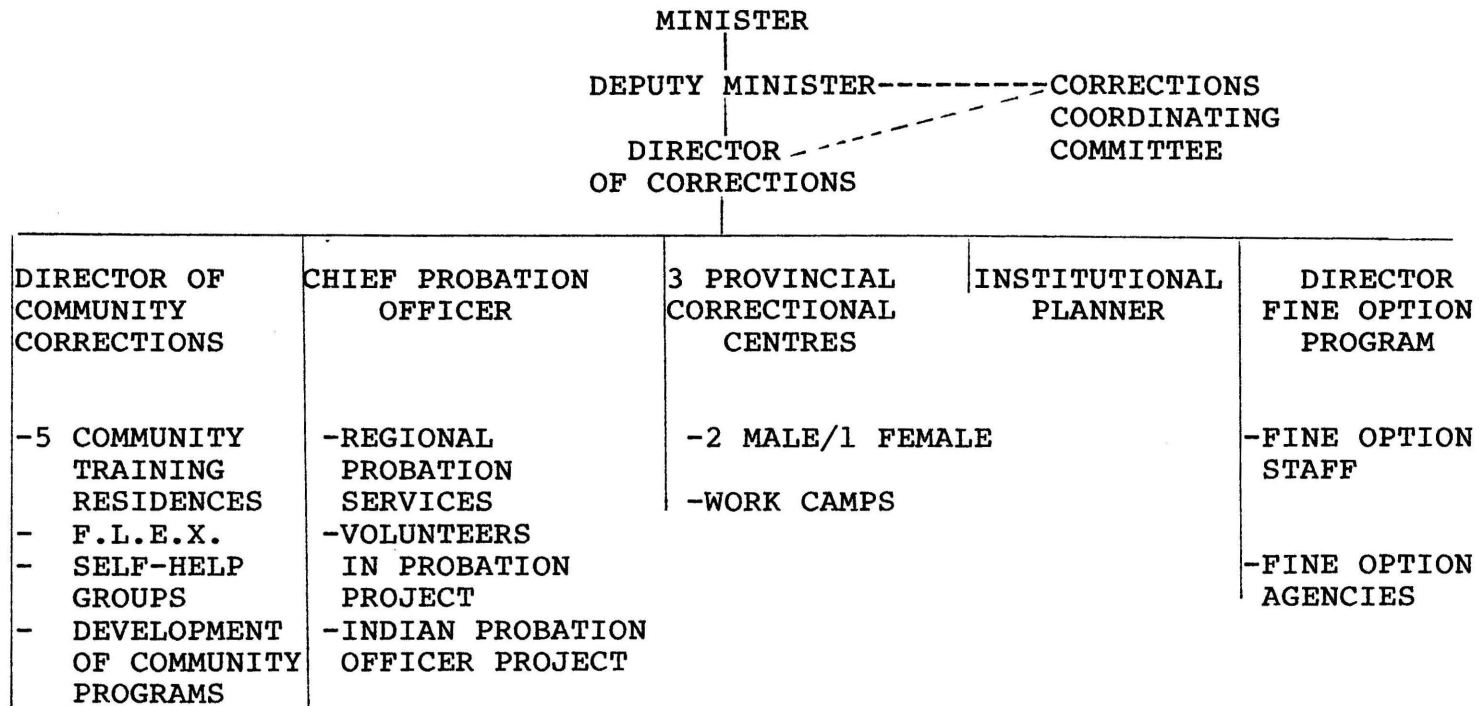 MINISTER
DEPUTY MINISTER----------CORRECTIONS
COORDINATING
COMMITTEE
DIRECTOR
OF CORRECTIONS
DIRECTOR OF
COMMUNITY
CORRECTIONS
-5 COMMUNITY
TRAINING
RESIDENCES
- F.L.E.X.
- SELF-HELP
GROUPS
- DEVELOPMENT
OF COMMUNITY
PROGRAMS
CHIEF PROBATION
OFFICER
-REGIONAL
PROBATION
SERVICES
-VOLUNTEERS
IN PROBATION
PROJECT
-INDIAN PROBATION
OFFICER PROJECT
3 PROVINCIAL
CORRECTIONAL
CENTRES
-2 MALE/1 FEMALE
-WORK CAMPS
INSTITUTIONAL
PLANNER
DIRECTOR
FINE OPTION
PROGRAM
-FINE OPTION
STAFF
-FINE OPTION
AGENCIES